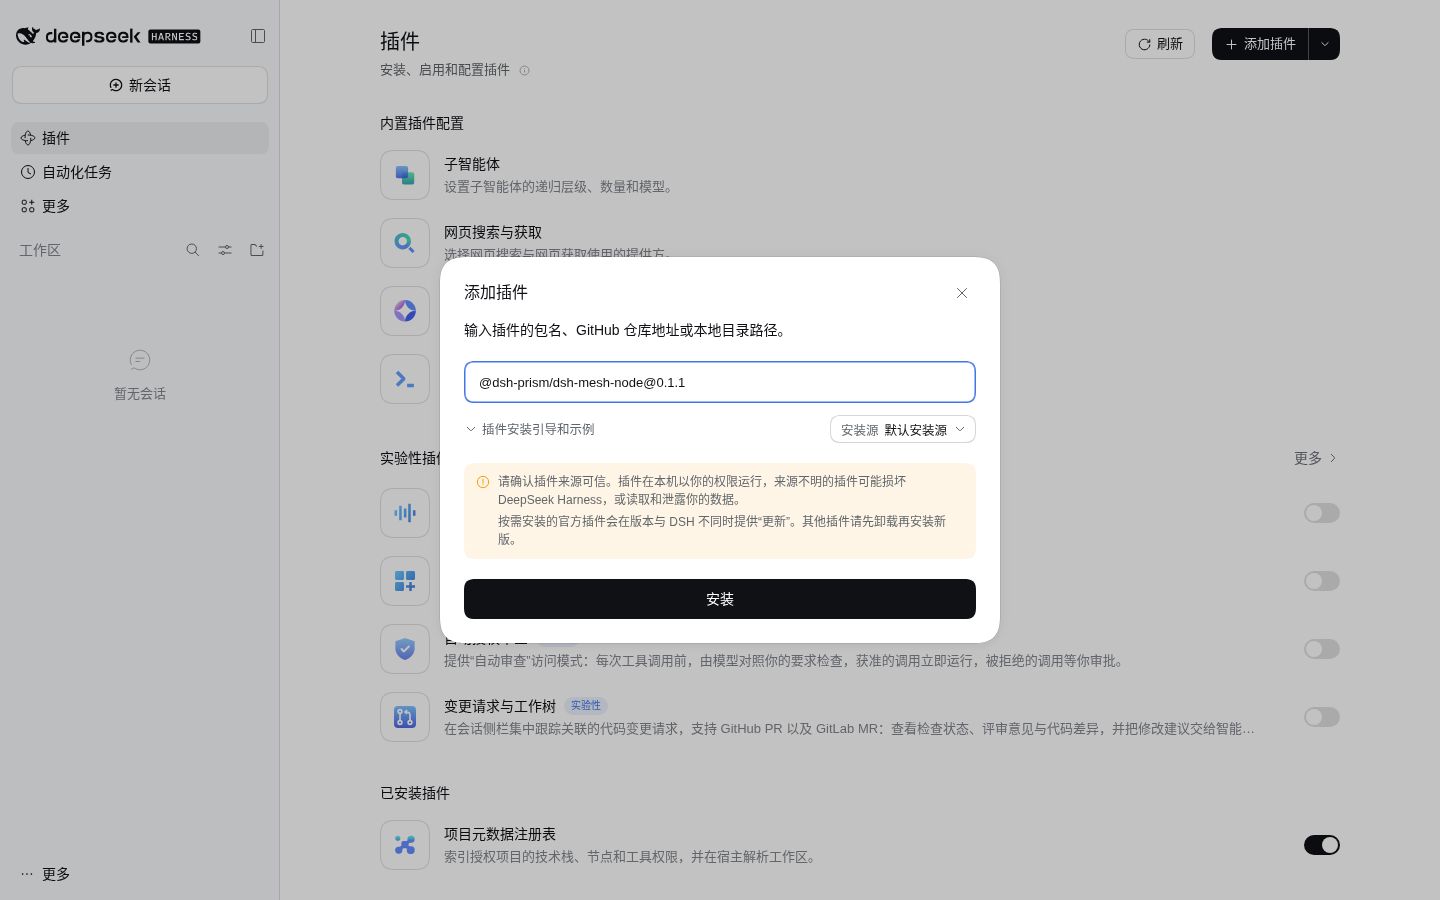 deepseek HARNESS
新会话
插件
自动化任务
更多
工作区
暂无会话
更多
插件
安装、启用和配置插件
刷新
添加插件
内置插件配置
子智能体
设置子智能体的递归层级、数量和模型。
网页搜索与获取
选择网页搜索与网页获取使用的提供方。
添加插件
输入插件的包名、GitHub 仓库地址或本地目录路径。
@dsh-prism/dsh-mesh-node@0.1.1
插件安装引导和示例
安装源 默认安装源
请确认插件来源可信。插件在本机以你的权限运行，来源不明的插件可能损坏
DeepSeek Harness，或读取和泄露你的数据。
按需安装的官方插件会在版本与 DSH 不同时提供“更新”。其他插件请先卸载再安装新
版。
安装
实验性插件
更多
提供“自动审查”访问模式：每次工具调用前，由模型对照你的要求检查，获准的调用立即运行，被拒绝的调用等你审批。
变更请求与工作树 实验性
在会话侧栏集中跟踪关联的代码变更请求，支持 GitHub PR 以及 GitLab MR：查看检查状态、评审意见与代码差异，并把修改建议交给智能…
已安装插件
项目元数据注册表
索引授权项目的技术栈、节点和工具权限，并在宿主解析工作区。